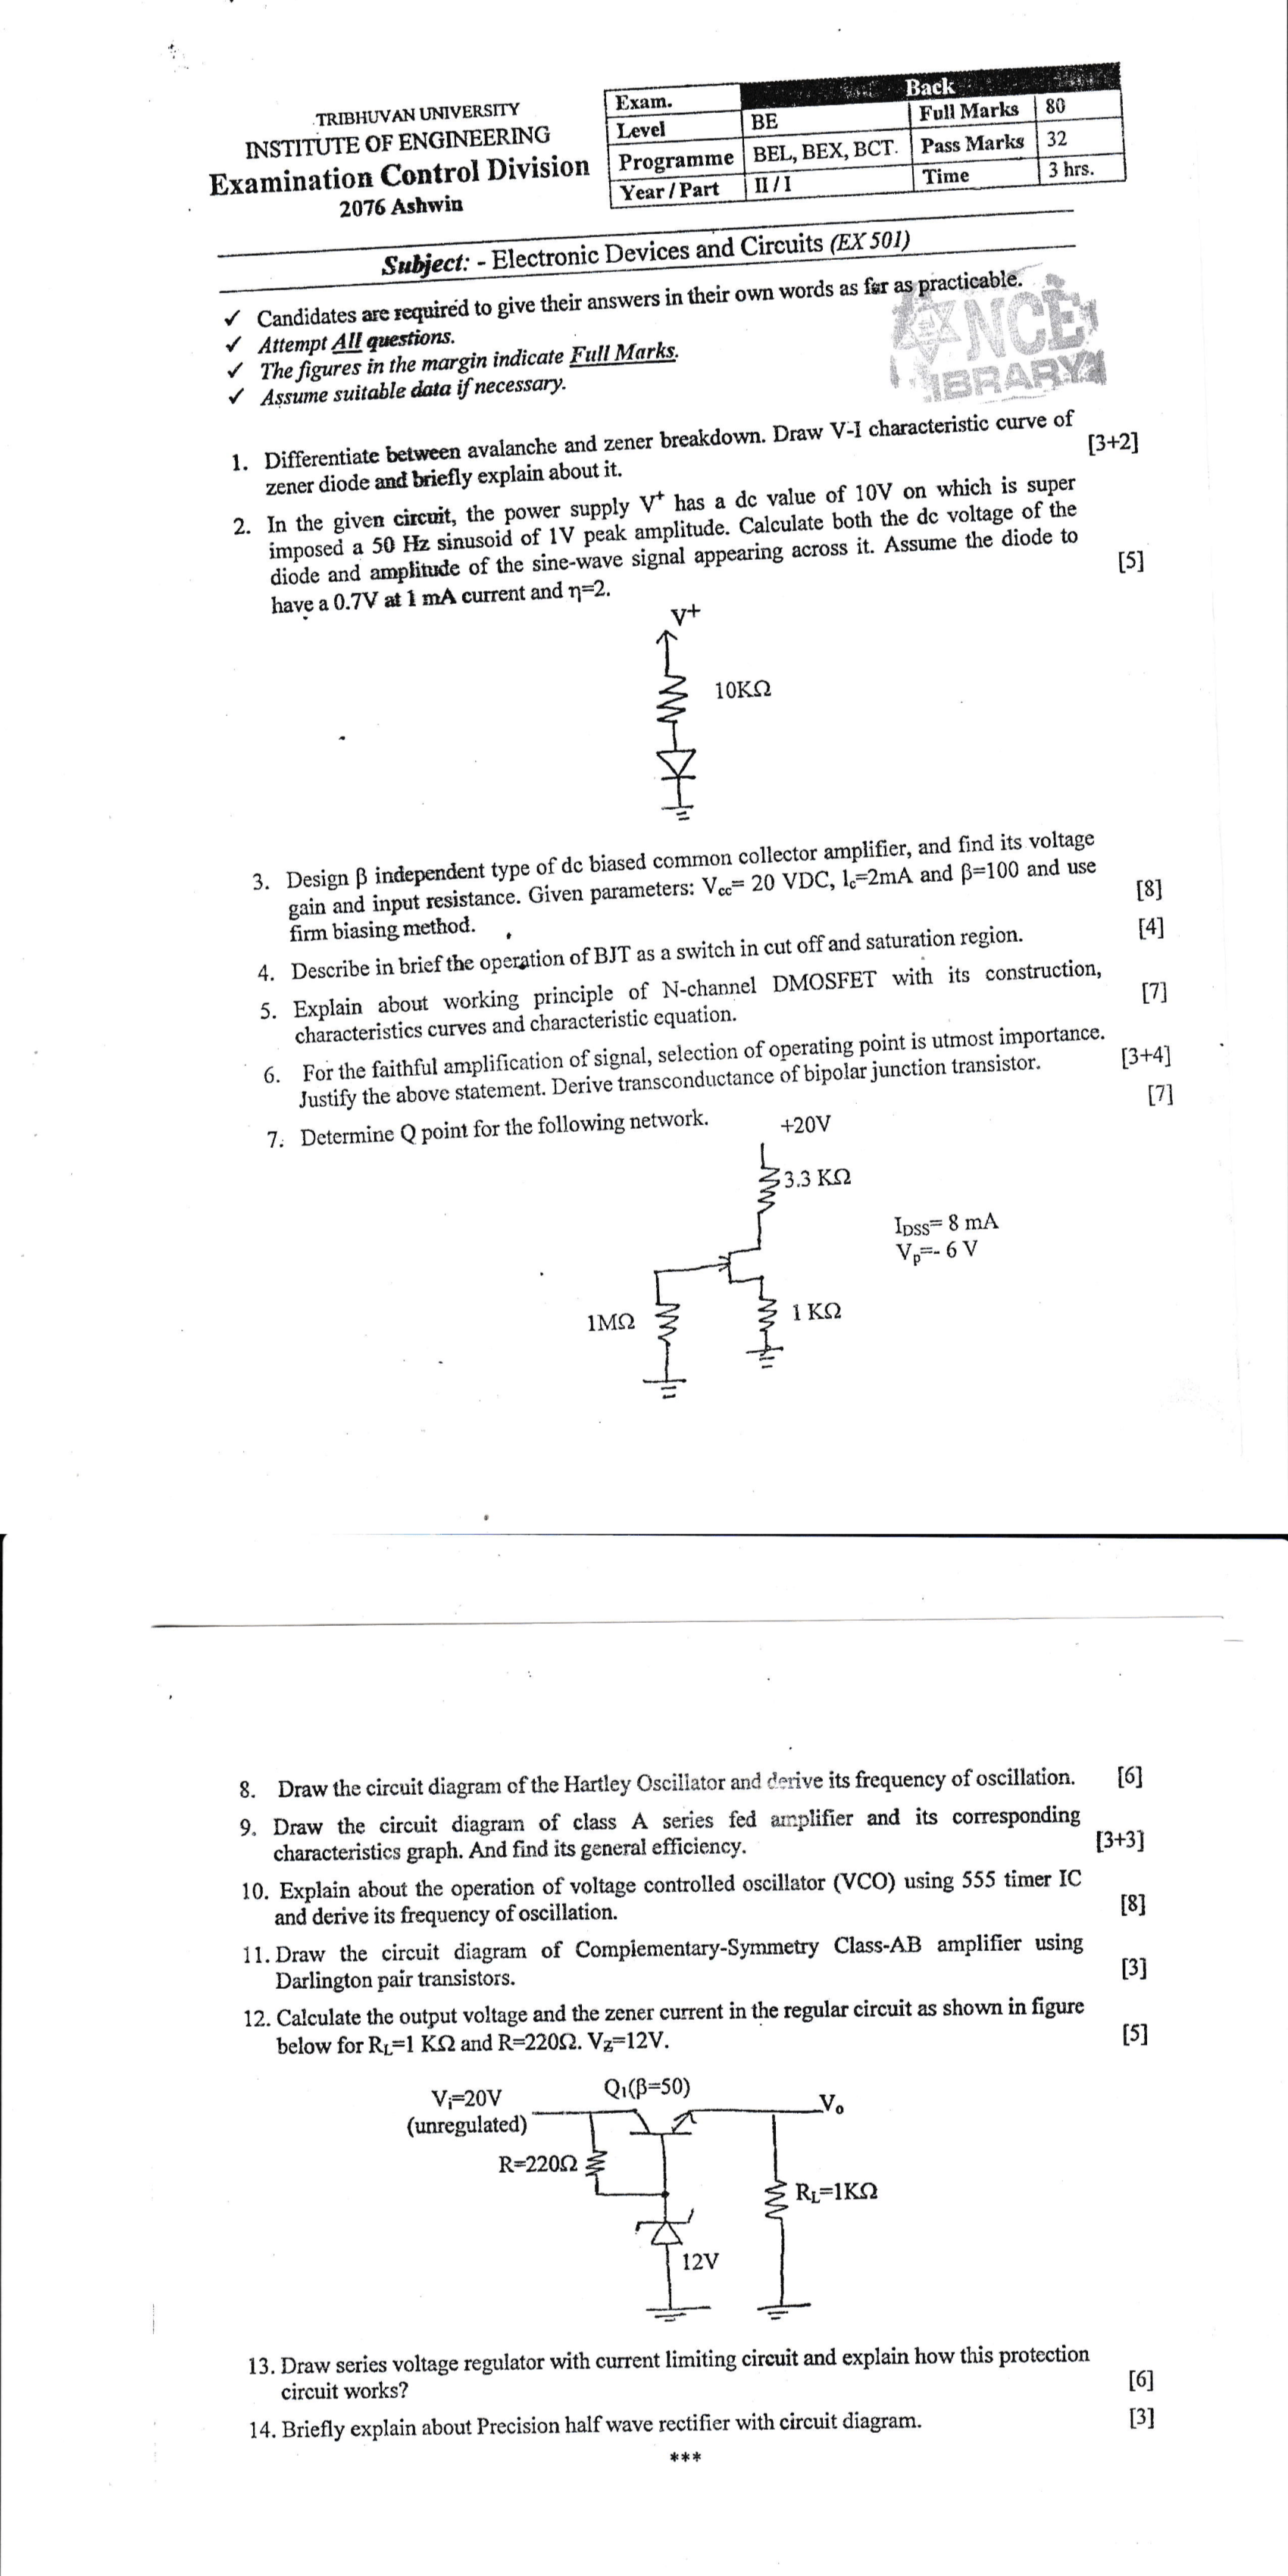 TRIBHUVAN UNIVERSITY
INSTITUTE OF ENGINEERING
Examination Control Division
2076 Ashwin
Exam. Back
Level BE Full Marks 80
Programme BEL, BEX, BCT. Pass Marks 32
Year / Part II / I Time 3 hrs.
Subject: - Electronic Devices and Circuits (EX 501)
✓ Candidates are required to give their answers in their own words as far as practicable.
✓ Attempt All questions.
✓ The figures in the margin indicate Full Marks.
✓ Assume suitable data if necessary.
NCE
LIBRARY
1. Differentiate between avalanche and zener breakdown. Draw V-I characteristic curve of
zener diode and briefly explain about it. [3+2]
2. In the given circuit, the power supply V⁺ has a dc value of 10V on which is super
imposed a 50 Hz sinusoid of 1V peak amplitude. Calculate both the dc voltage of the
diode and amplitude of the sine-wave signal appearing across it. Assume the diode to
have a 0.7V at 1 mA current and η=2. [5]
V+
10KΩ
3. Design β independent type of dc biased common collector amplifier, and find its voltage
gain and input resistance. Given parameters: Vcc= 20 VDC, Ic=2mA and β=100 and use
firm biasing method. [8]
4. Describe in brief the operation of BJT as a switch in cut off and saturation region. [4]
5. Explain about working principle of N-channel DMOSFET with its construction,
characteristics curves and characteristic equation. [7]
6. For the faithful amplification of signal, selection of operating point is utmost importance.
Justify the above statement. Derive transconductance of bipolar junction transistor. [3+4]
7. Determine Q point for the following network. [7]
+20V
3.3 KΩ
IDSS= 8 mA
Vp=- 6 V
1MΩ
1 KΩ
8. Draw the circuit diagram of the Hartley Oscillator and derive its frequency of oscillation. [6]
9. Draw the circuit diagram of class A series fed amplifier and its corresponding
characteristics graph. And find its general efficiency. [3+3]
10. Explain about the operation of voltage controlled oscillator (VCO) using 555 timer IC
and derive its frequency of oscillation. [8]
11. Draw the circuit diagram of Complementary-Symmetry Class-AB amplifier using
Darlington pair transistors. [3]
12. Calculate the output voltage and the zener current in the regular circuit as shown in figure
below for RL=1 KΩ and R=220Ω. VZ=12V. [5]
Vi=20V
(unregulated)
Q1(β=50)
Vo
R=220Ω
RL=1KΩ
12V
13. Draw series voltage regulator with current limiting circuit and explain how this protection
circuit works? [6]
14. Briefly explain about Precision half wave rectifier with circuit diagram. [3]
***